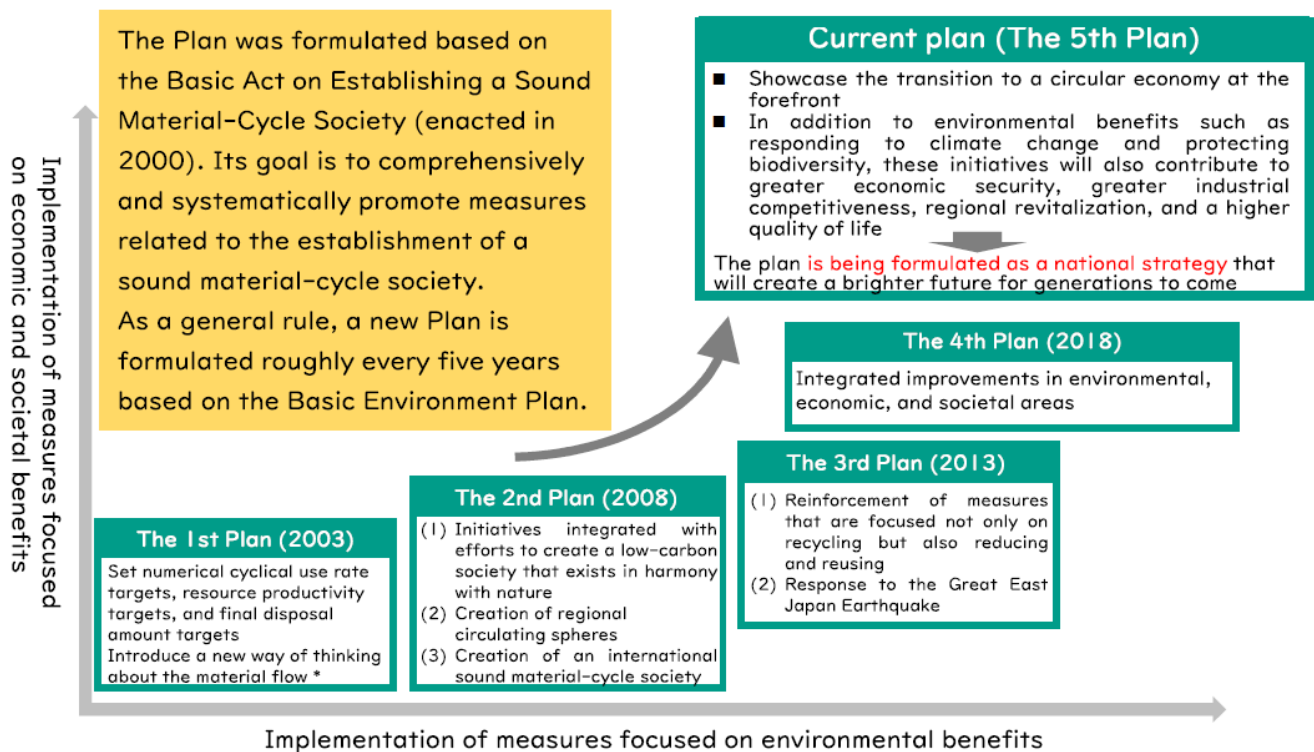 The Plan was formulated based on
the Basic Act on Establishing a Sound
Material-Cycle Society (enacted in
2000). Its goal is to comprehensively
and systematically promote measures
related to the establishment of a
sound material-cycle society.
As a general rule, a new Plan is
formulated roughly every five years
based on the Basic Environment Plan.
Current plan (The 5th Plan)
■ Showcase the transition to a circular economy at the
forefront
■ In addition to environmental benefits such as
responding to climate change and protecting
biodiversity, these initiatives will also contribute to
greater economic security, greater industrial
competitiveness, regional revitalization, and a higher
quality of life
The plan is being formulated as a national strategy that
will create a brighter future for generations to come
The 4th Plan (2018)
Integrated improvements in environmental,
economic, and societal areas
The 3rd Plan (2013)
(1) Reinforcement of measures
that are focused not only on
recycling but also reducing
and reusing
(2) Response to the Great East
Japan Earthquake
The 2nd Plan (2008)
(1) Initiatives integrated with
efforts to create a low-carbon
society that exists in harmony
with nature
(2) Creation of regional
circulating spheres
(3) Creation of an international
sound material-cycle society
The 1st Plan (2003)
Set numerical cyclical use rate
targets, resource productivity
targets, and final disposal
amount targets
Introduce a new way of thinking
about the material flow *
Implementation of measures focused
on economic and societal benefits
Implementation of measures focused on environmental benefits